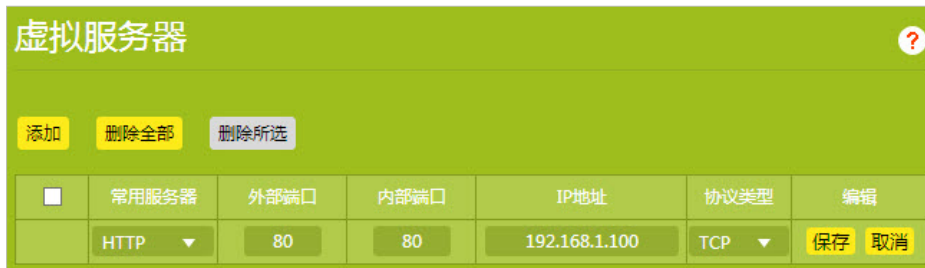 虚拟服务器
?
添加 删除全部 删除所选
常用服务器 外部端口 内部端口 IP地址 协议类型 编辑
HTTP 80 80 192.168.1.100 TCP 保存 取消